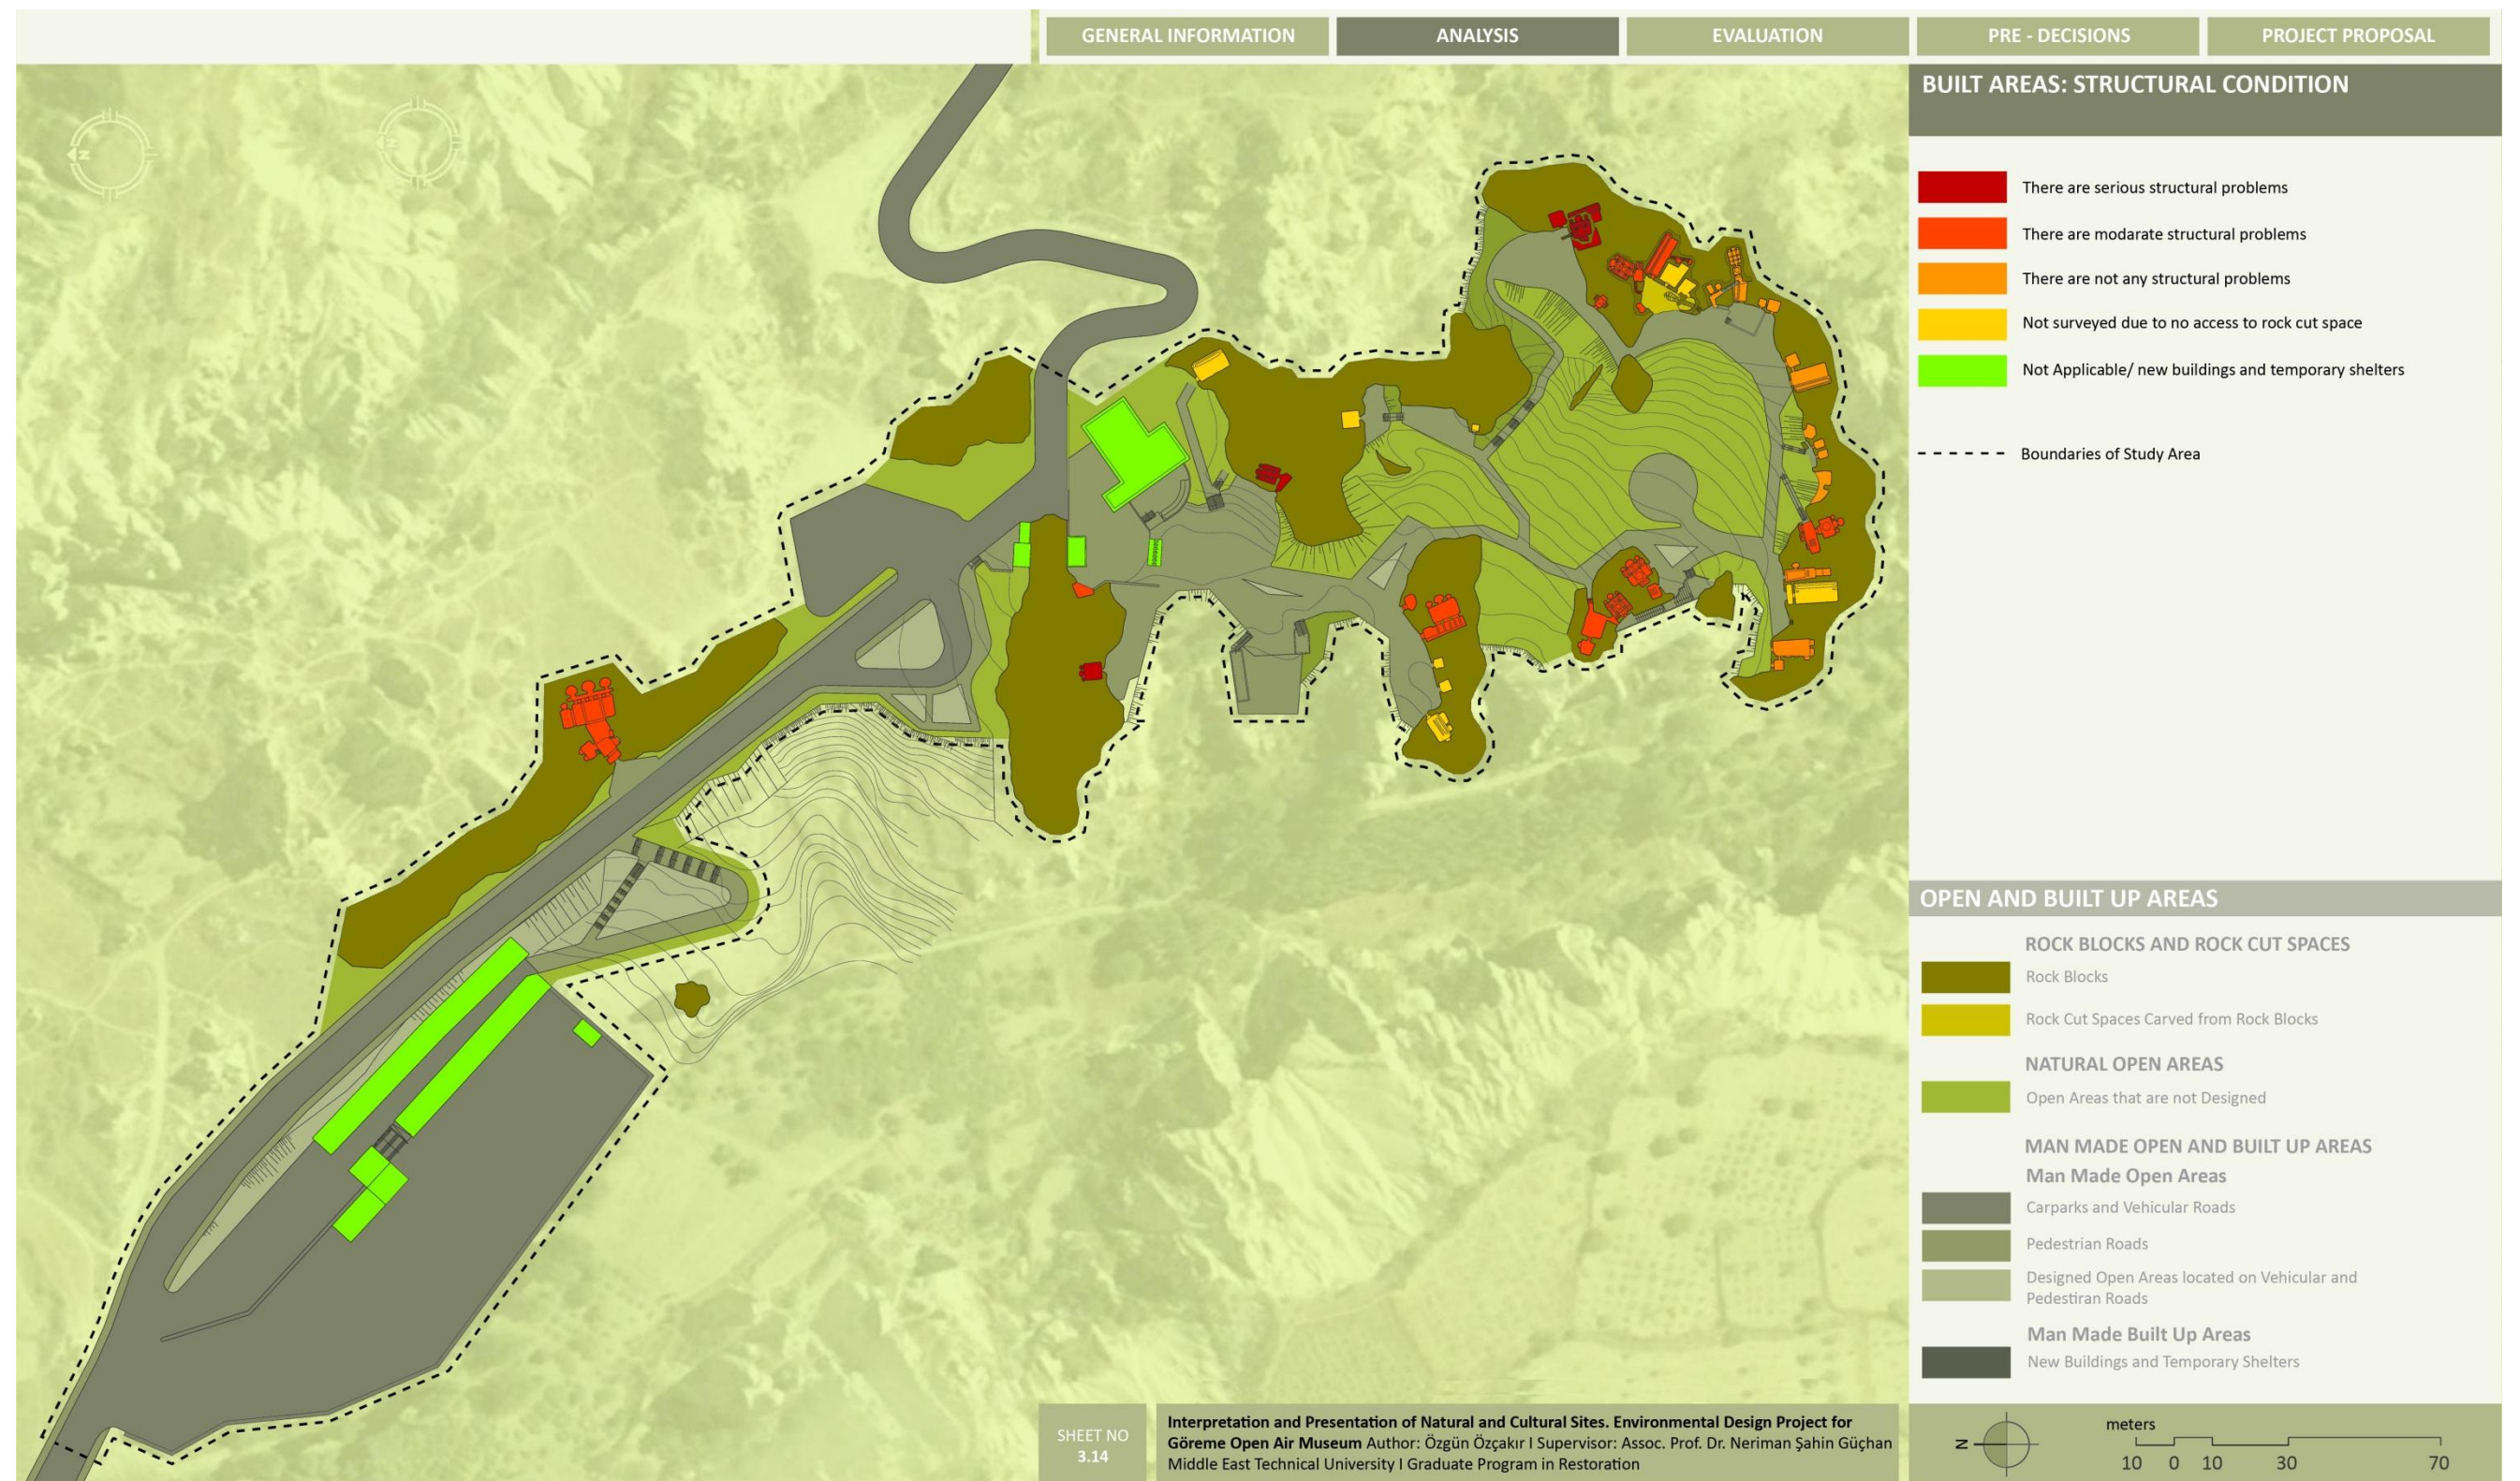 GENERAL INFORMATION
ANALYSIS
EVALUATION
PRE - DECISIONS
PROJECT PROPOSAL
BUILT AREAS: STRUCTURAL CONDITION
There are serious structural problems
There are modarate structural problems
There are not any structural problems
Not surveyed due to no access to rock cut space
Not Applicable/ new buildings and temporary shelters
Boundaries of Study Area
N
N
OPEN AND BUILT UP AREAS
ROCK BLOCKS AND ROCK CUT SPACES
Rock Blocks
Rock Cut Spaces Carved from Rock Blocks
NATURAL OPEN AREAS
Open Areas that are not Designed
MAN MADE OPEN AND BUILT UP AREAS
Man Made Open Areas
Carparks and Vehicular Roads
Pedestrian Roads
Designed Open Areas located on Vehicular and
Pedestiran Roads
Man Made Built Up Areas
New Buildings and Temporary Shelters
SHEET NO
3.14
Interpretation and Presentation of Natural and Cultural Sites. Environmental Design Project for
Göreme Open Air Museum Author: Özgün Özçakır I Supervisor: Assoc. Prof. Dr. Neriman Şahin Güçhan
Middle East Technical University I Graduate Program in Restoration
N
meters
10 0 10 30 70